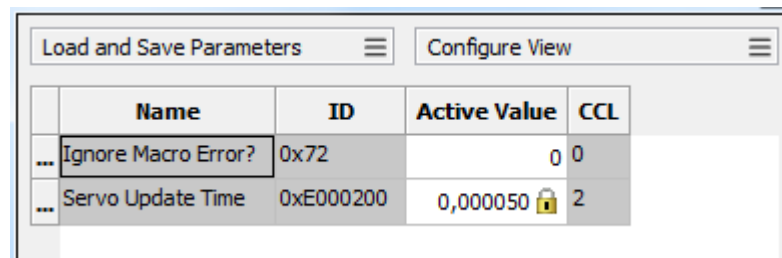 Load and Save Parameters Configure View
Name ID Active Value CCL
... Ignore Macro Error? 0x72 0 0
... Servo Update Time 0xE000200 0,000050 2